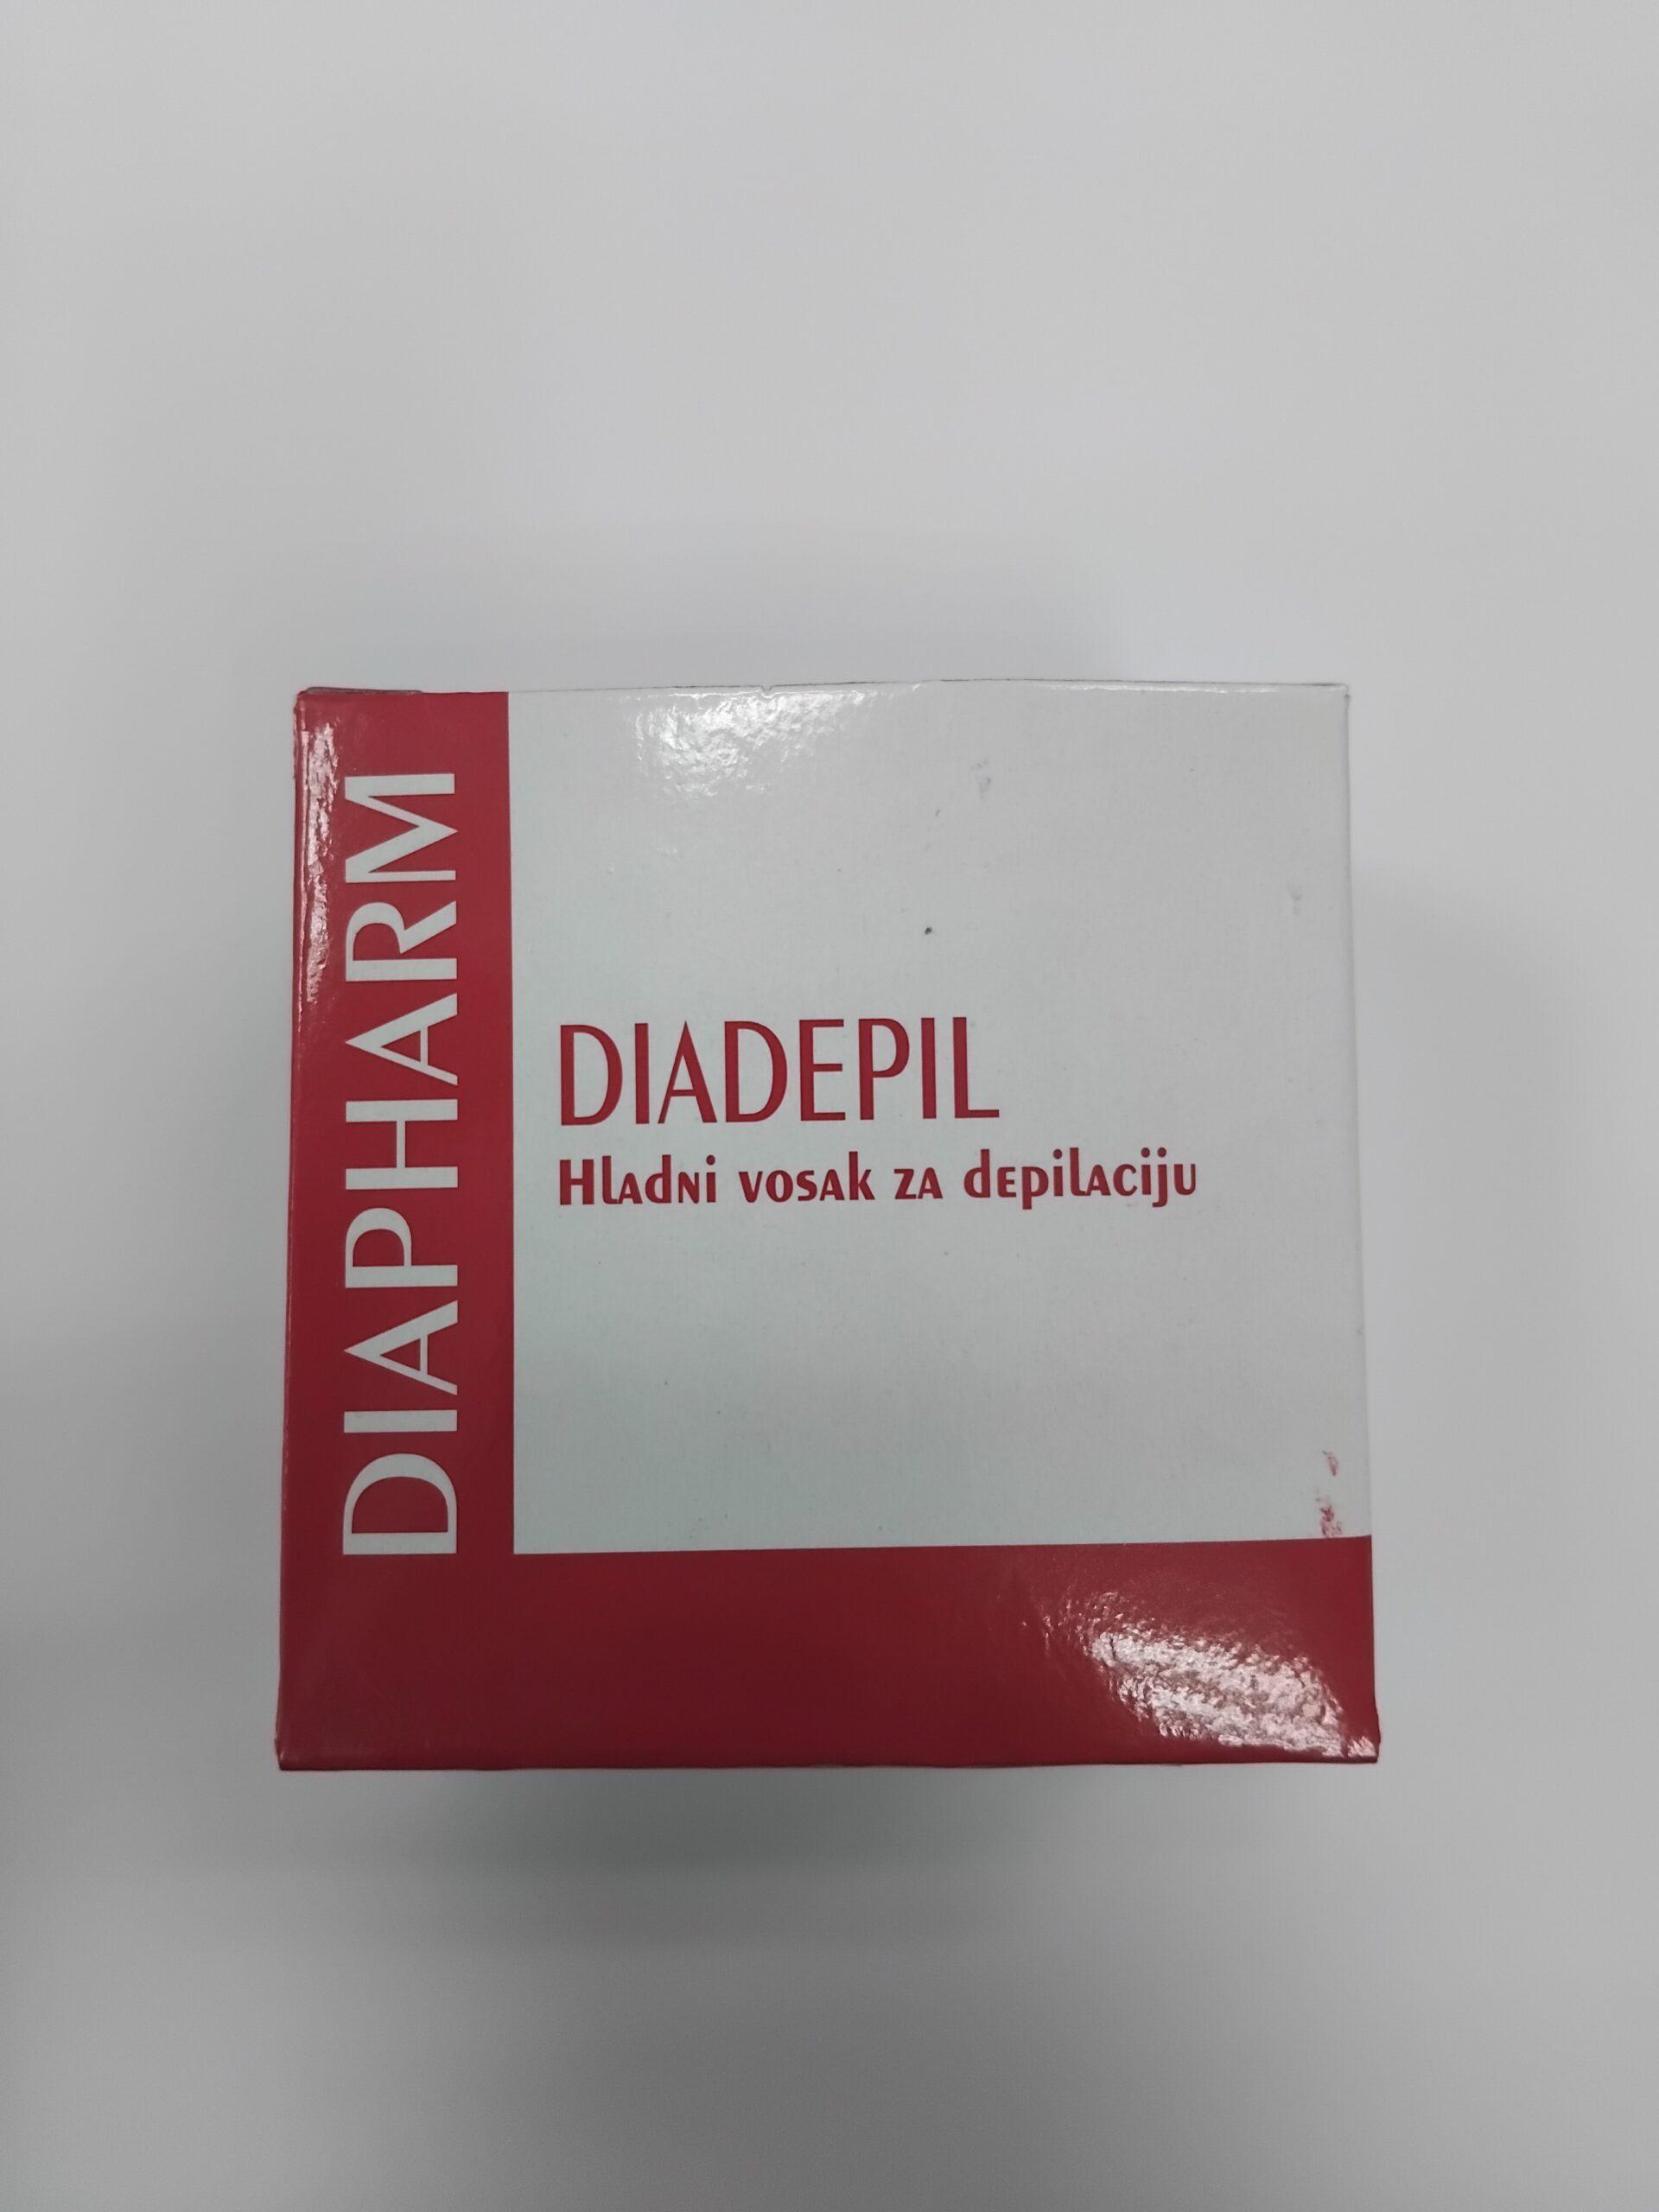 DIAPHARM
DIADEPIL
Hladni vosak za depilaciju